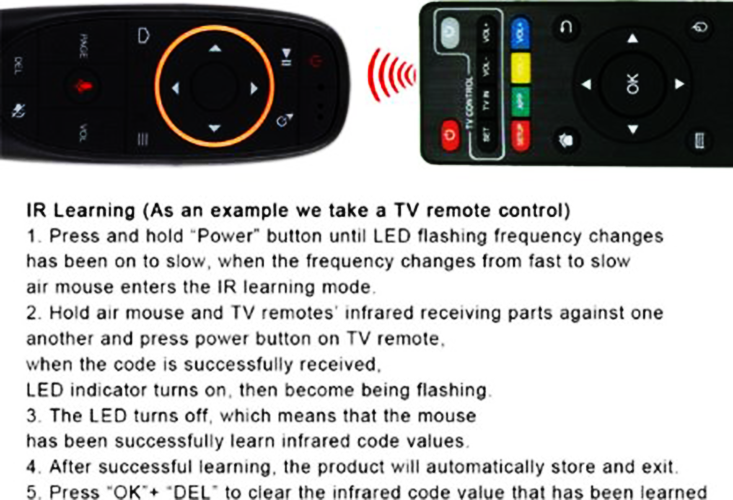 PAGE
DEL
VOL
TV CONTROL
VOL+
VOL-
TV IN
SET
VOL+
APP
SETUP
OK
IR Learning (As an example we take a TV remote control)
1. Press and hold “Power” button until LED flashing frequency changes
has been on to slow, when the frequency changes from fast to slow
air mouse enters the IR learning mode.
2. Hold air mouse and TV remotes’ infrared receiving parts against one
another and press power button on TV remote,
when the code is successfully received,
LED indicator turns on, then become being flashing.
3. The LED turns off, which means that the mouse
has been successfully learn infrared code values.
4. After successful learning, the product will automatically store and exit.
5. Press “OK”+ “DEL” to clear the infrared code value that has been learned